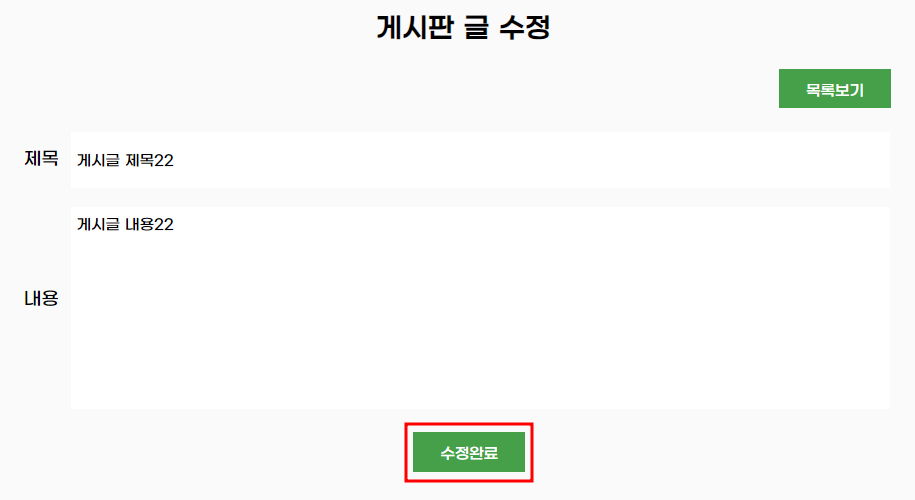 게시판 글 수정
목록보기
제목
게시글 제목22
게시글 내용22
내용
수정완료